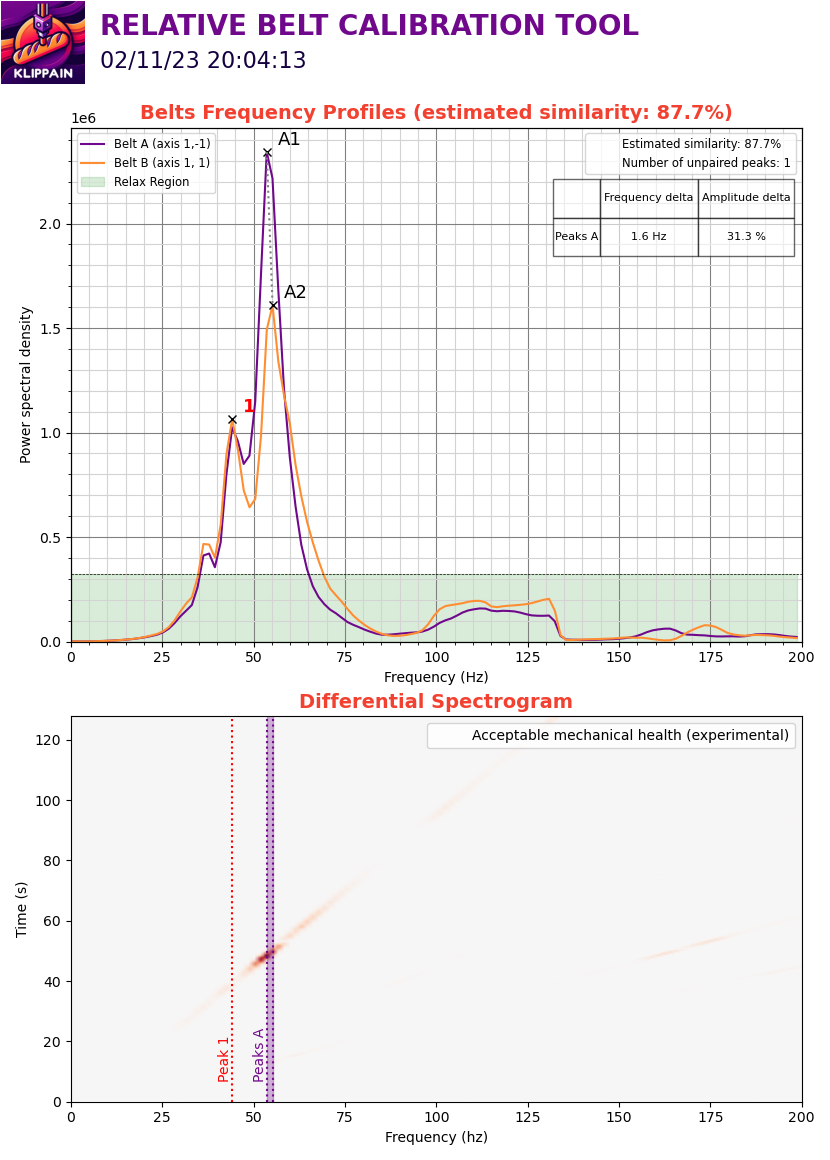 KLIPPAIN
RELATIVE BELT CALIBRATION TOOL
02/11/23 20:04:13
Belts Frequency Profiles (estimated similarity: 87.7%)
1e6
Belt A (axis 1,-1)
Belt B (axis 1, 1)
Relax Region
A1
A2
1
Estimated similarity: 87.7%
Number of unpaired peaks: 1
Frequency delta Amplitude delta
Peaks A 1.6 Hz 31.3 %
Power spectral density
2.0
1.5
1.0
0.5
0.0
0 25 50 75 100 125 150 175 200
Frequency (Hz)
Differential Spectrogram
Acceptable mechanical health (experimental)
Time (s)
120
100
80
60
40
20
0
Peak 1
Peaks A
0 25 50 75 100 125 150 175 200
Frequency (hz)